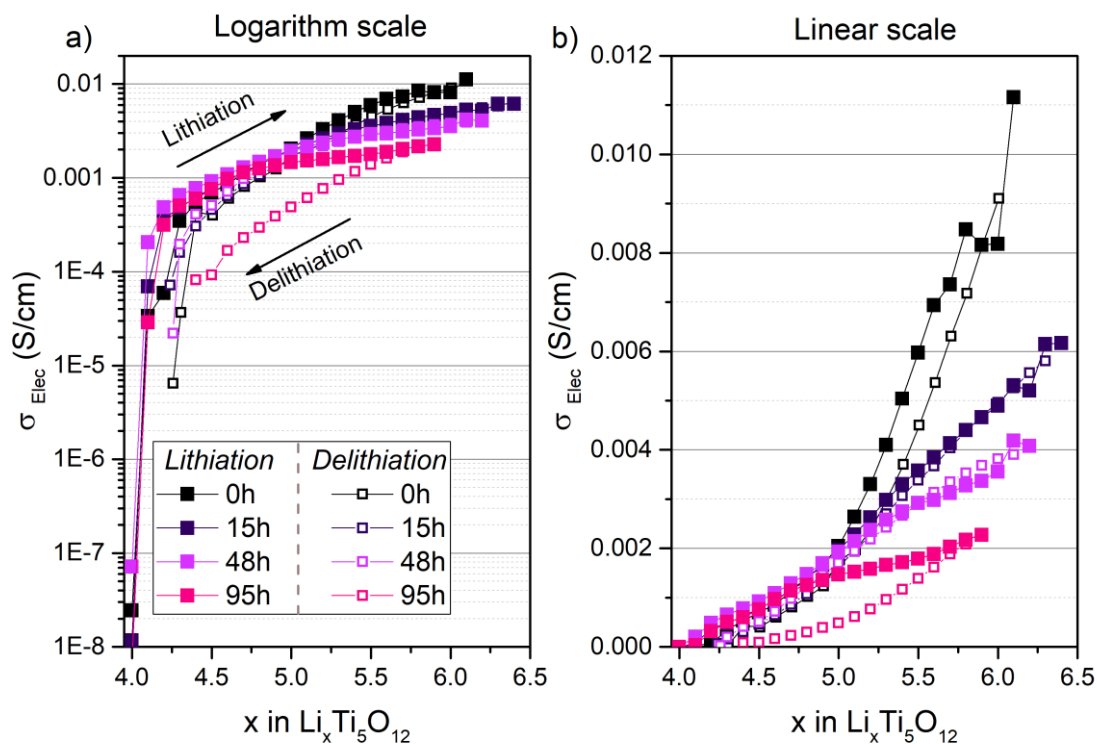 Logarithm scale
Linear scale
a)
b)
0.01
0.001
1E-4
1E-5
1E-6
1E-7
1E-8
σ Elec (S/cm)
Lithiation
Delithiation
Lithiation Delithiation
0h 0h
15h 15h
48h 48h
95h 95h
4.0 4.5 5.0 5.5 6.0 6.5
x in LiₓTi₅O₁₂
0.012
0.010
0.008
0.006
0.004
0.002
0.000
σ Elec (S/cm)
4.0 4.5 5.0 5.5 6.0 6.5
x in LiₓTi₅O₁₂